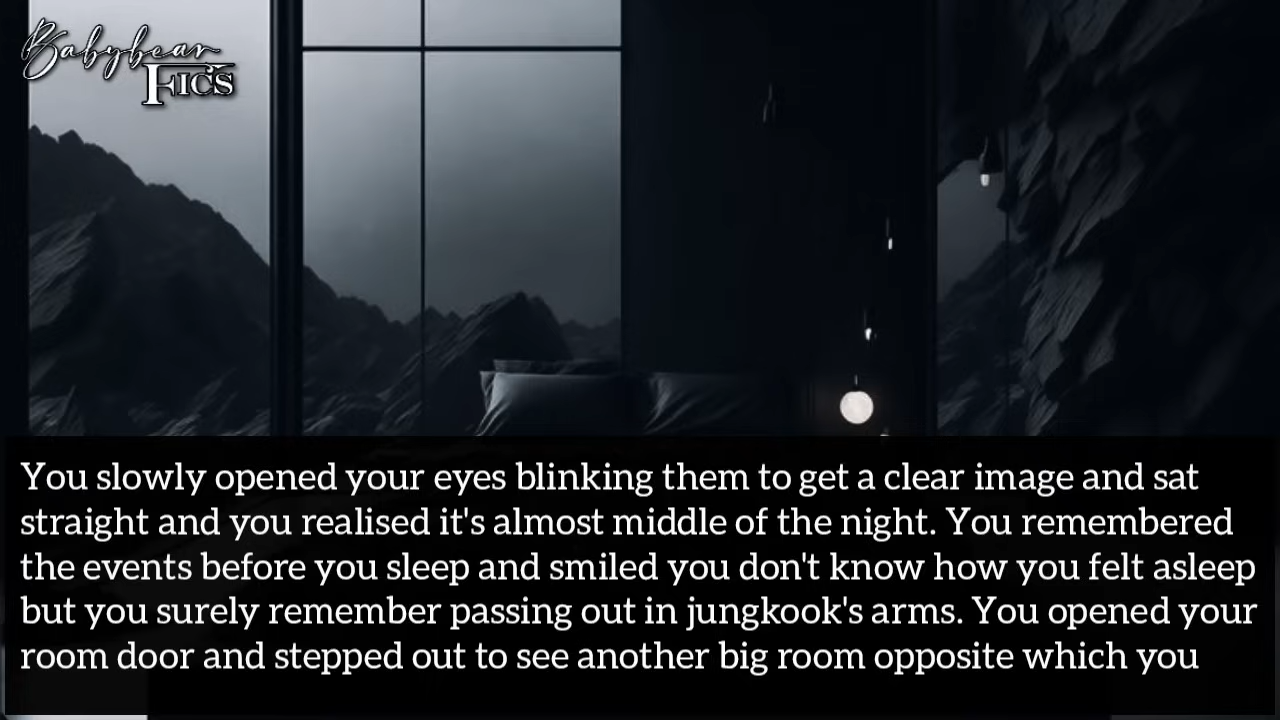 Babybear
FICS
You slowly opened your eyes blinking them to get a clear image and sat
straight and you realised it's almost middle of the night. You remembered
the events before you sleep and smiled you don't know how you felt asleep
but you surely remember passing out in jungkook's arms. You opened your
room door and stepped out to see another big room opposite which you